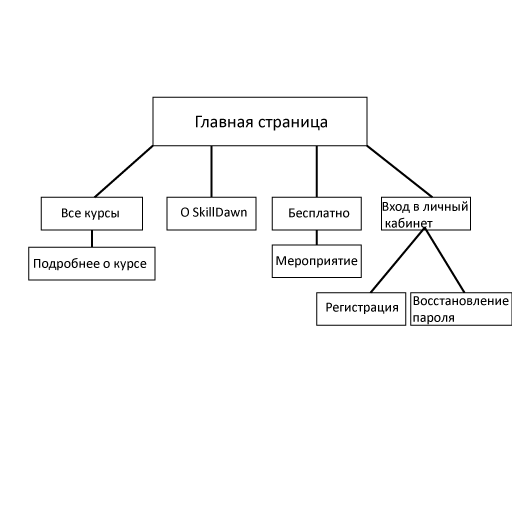 Главная страница
Все курсы
О SkillDawn
Бесплатно
Вход в личный
кабинет
Подробнее о курсе
Мероприятие
Регистрация
Восстановление
пароля